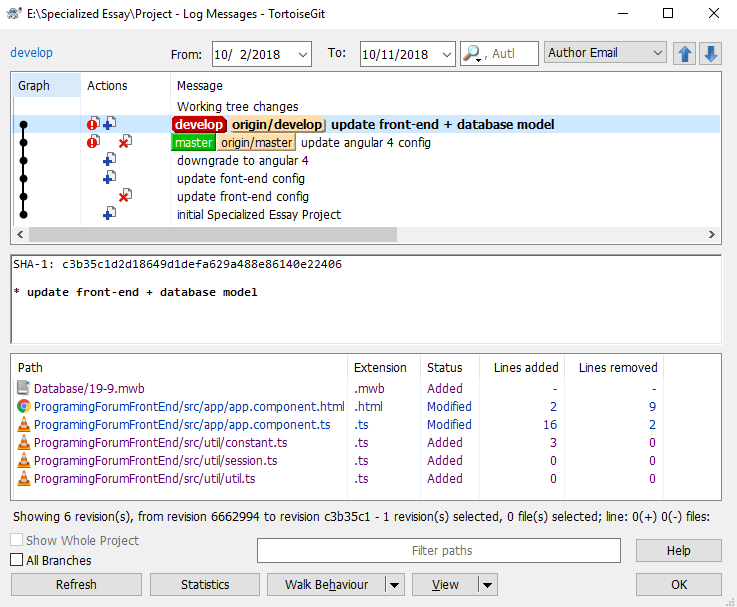 E:\Specialized Essay\Project - Log Messages - TortoiseGit
develop From: 10/ 2/2018 To: 10/11/2018 , Autl Author Email
Graph Actions Message
Working tree changes
develop origin/develop update front-end + database model
master origin/master update angular 4 config
downgrade to angular 4
update font-end config
update front-end config
initial Specialized Essay Project
SHA-1: c3b35c1d2d18649d1defa629a488e86140e22406
* update front-end + database model
Path Extension Status Lines added Lines removed
Database/19-9.mwb .mwb Added - -
ProgramingForumFrontEnd/src/app/app.component.html .html Modified 2 9
ProgramingForumFrontEnd/src/app/app.component.ts .ts Modified 16 2
ProgramingForumFrontEnd/src/util/constant.ts .ts Added 3 0
ProgramingForumFrontEnd/src/util/session.ts .ts Added 0 0
ProgramingForumFrontEnd/src/util/util.ts .ts Added 0 0
Showing 6 revision(s), from revision 6662994 to revision c3b35c1 - 1 revision(s) selected, 0 file(s) selected; line: 0(+) 0(-) files:
Show Whole Project
All Branches
Filter paths
Help
Refresh Statistics Walk Behaviour View OK